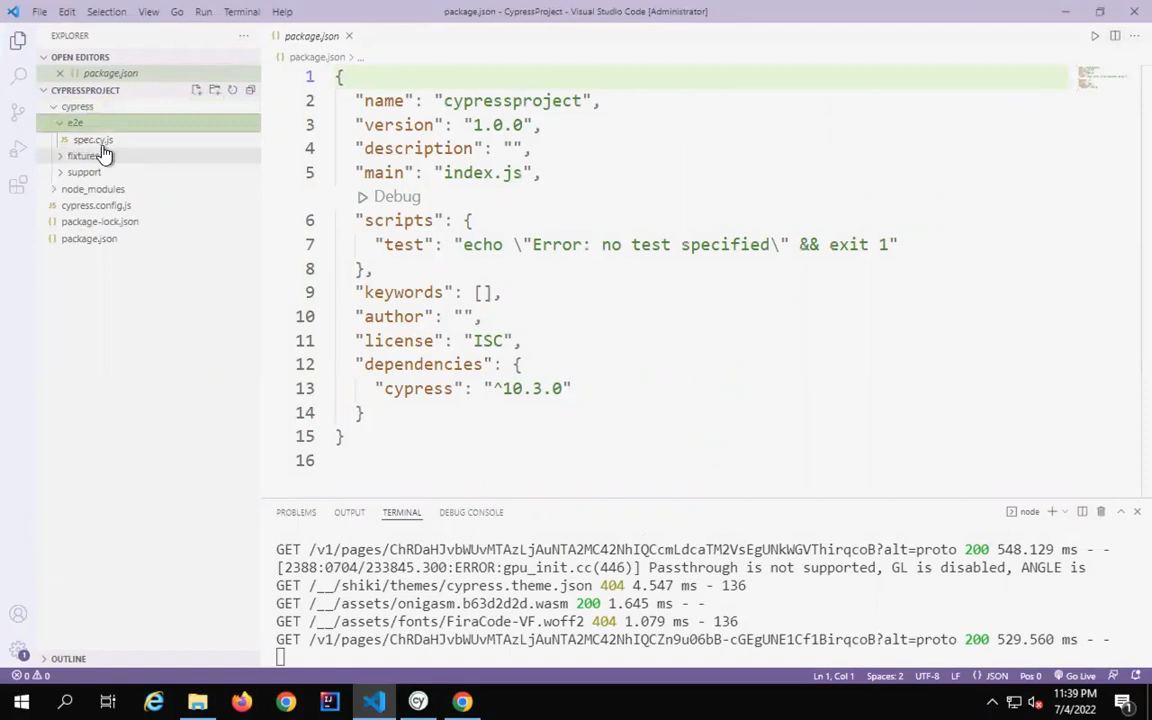 File Edit Selection View Go Run Terminal Help
package.json - CypressProject - Visual Studio Code [Administrator]
EXPLORER
OPEN EDITORS
package.json
CYPRESSPROJECT
cypress
e2e
JS spec.cy.js
fixtures
support
node_modules
JS cypress.config.js
{} package-lock.json
{} package.json
OUTLINE
{} package.json
{} package.json > ...
1 {
2 "name": "cypressproject",
3 "version": "1.0.0",
4 "description": "",
5 "main": "index.js",
Debug
6 "scripts": {
7 "test": "echo \"Error: no test specified\" && exit 1"
8 },
9 "keywords": [],
10 "author": "",
11 "license": "ISC",
12 "dependencies": {
13 "cypress": "^10.3.0"
14 }
15 }
16
PROBLEMS OUTPUT TERMINAL DEBUG CONSOLE
node
GET /v1/pages/ChRDaHJvbWUvMTAzLjAuNTA2MC42NhIQCcmLdcaTM2VsEgUNkWGVThirqcoB?alt=proto 200 548.129 ms - -
[2388:0704/233845.300:ERROR:gpu_init.cc(446)] Passthrough is not supported, GL is disabled, ANGLE is
GET /__/shiki/themes/cypress.theme.json 404 4.547 ms - 136
GET /__/assets/onigasm.b63d2d2d.wasm 200 1.645 ms - -
GET /__/assets/fonts/FiraCode-VF.woff2 404 1.079 ms - 136
GET /v1/pages/ChRDaHJvbWUvMTAzLjAuNTA2MC42NhIQCZn9u06bB-cGEgUNE1Cf1BirqcoB?alt=proto 200 529.560 ms - -
0 0 Ln 1, Col 1 Spaces: 2 UTF-8 LF {} JSON Go Live Pos 0
11:39 PM
7/4/2022